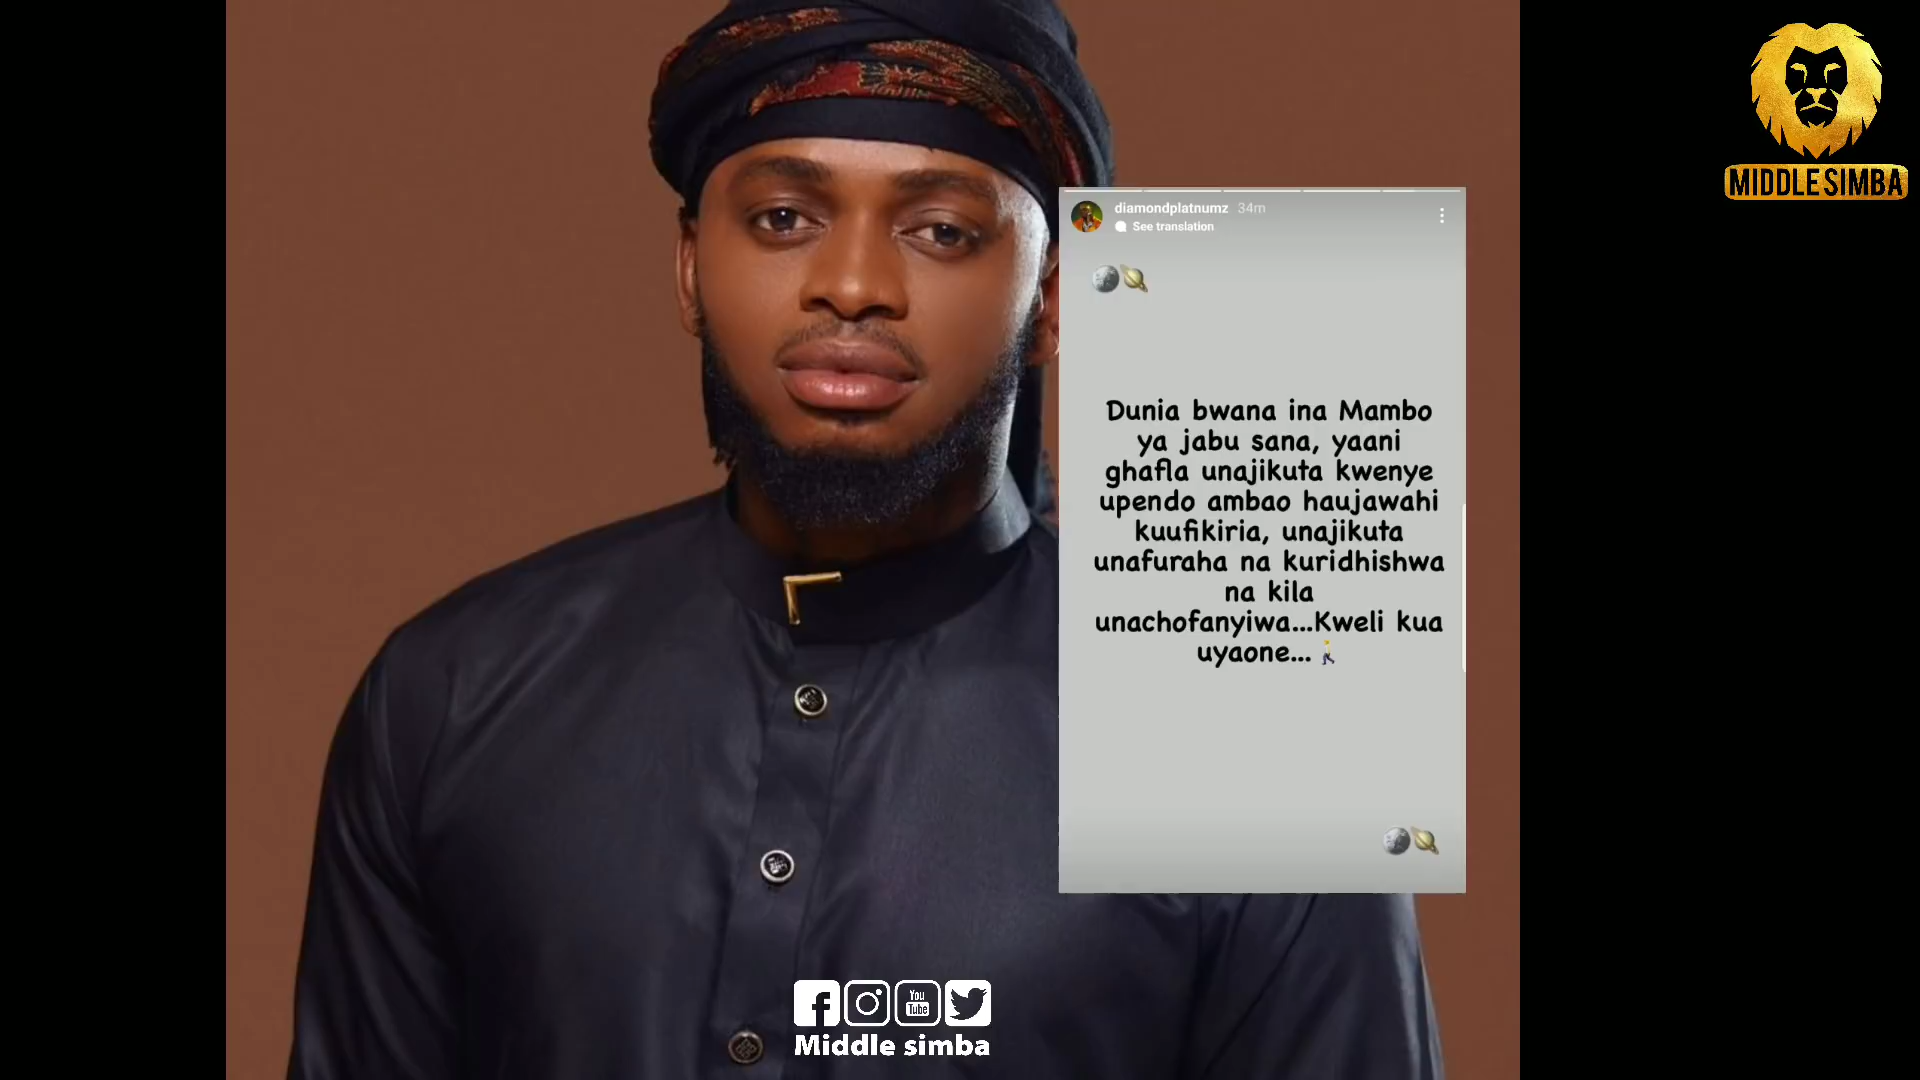 MIDDLE SIMBA
diamondplatnumz 34m
See translation
Dunia bwana ina Mambo
ya jabu sana, yaani
ghafla unajikuta kwenye
upendo ambao haujawahi
kuufikiria, unajikuta
unafuraha na kuridhishwa
na kila
unachofanyiwa...Kweli kua
uyaone...
You
Tube
Middle simba